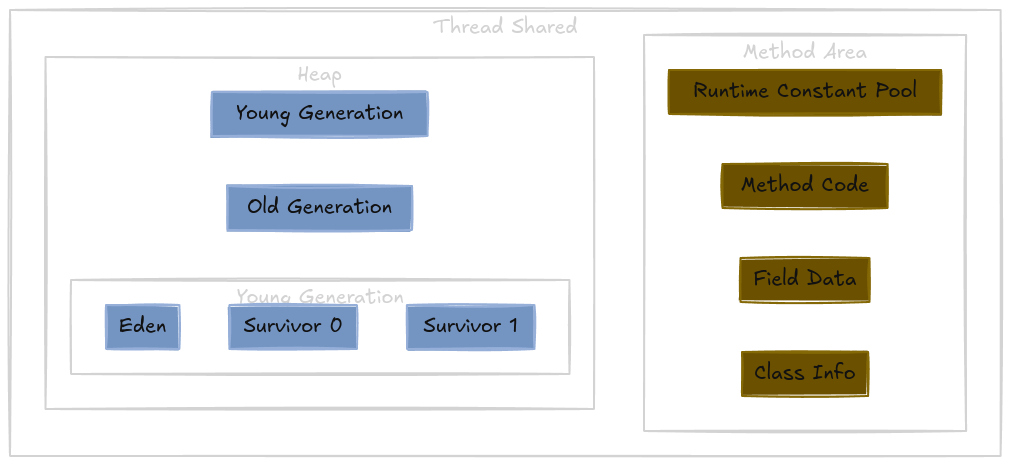 Thread Shared
Heap
Young Generation
Old Generation
Young Generation
Eden
Survivor 0
Survivor 1
Method Area
Runtime Constant Pool
Method Code
Field Data
Class Info